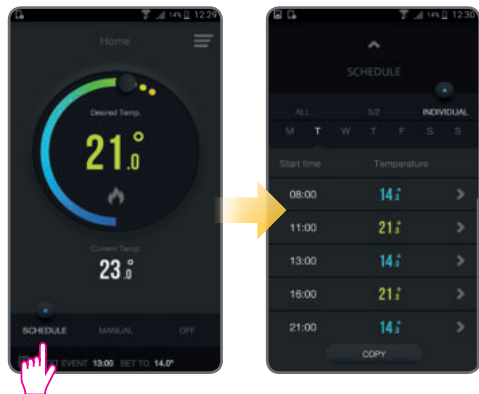 14% 12:29
Home
Desired Temp.
21.0°
Current Temp.
23.0°
SCHEDULE MANUAL OFF
EVENT 13:00 SET TO 14.0°
14% 12:30
SCHEDULE
ALL 5/2 INDIVIDUAL
M T W T F S S
Start time Temperature
08:00 14.0°
11:00 21.0°
13:00 14.0°
16:00 21.0°
21:00 14.0°
COPY